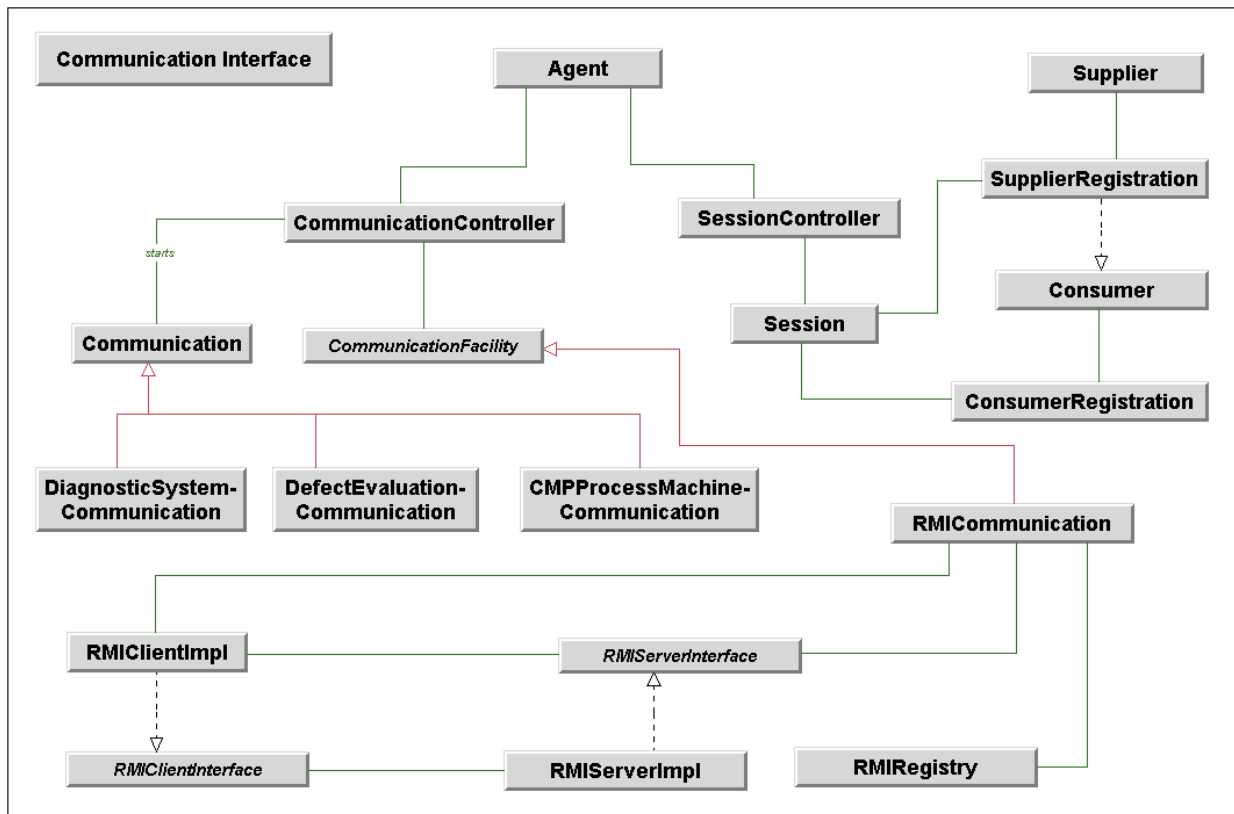 Communication Interface
Agent
Supplier
SupplierRegistration
CommunicationController
SessionController
starts
Consumer
Communication
CommunicationFacility
Session
ConsumerRegistration
DiagnosticSystem-
Communication
DefectEvaluation-
Communication
CMPProcessMachine-
Communication
RMICommunication
RMIClientImpl
RMIServerInterface
RMIClientInterface
RMIServerImpl
RMIRegistry